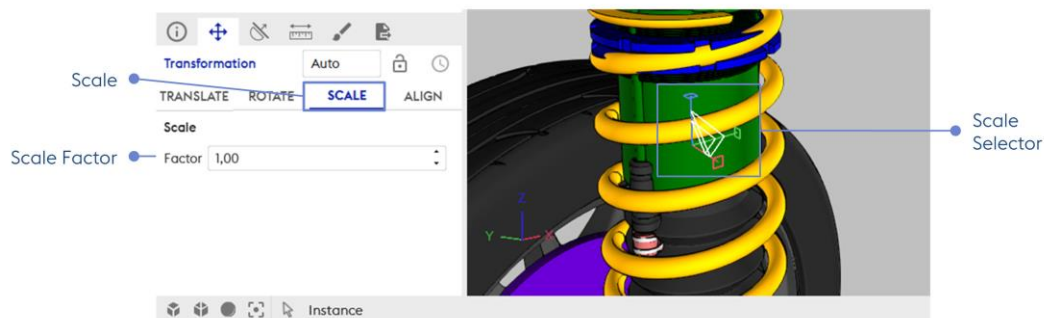 Transformation
Auto
Scale
TRANSLATE ROTATE SCALE ALIGN
Scale
Scale Factor
Factor 1,00
Scale
Selector
Z
Y X
Instance